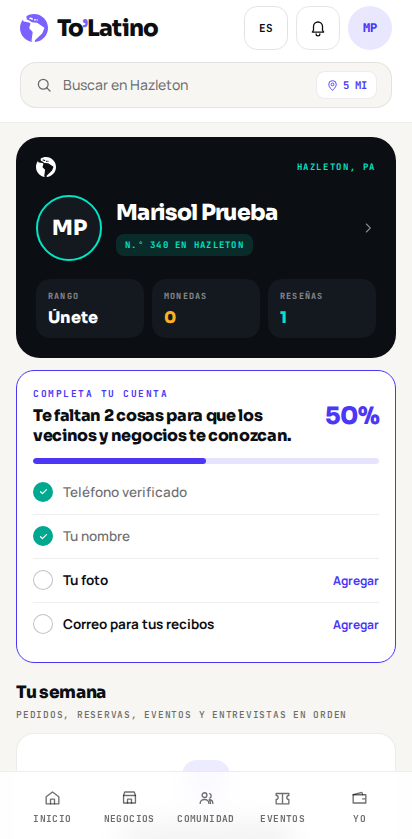 To'Latino
ES
MP
Buscar en Hazleton
5 MI
HAZLETON, PA
MP
Marisol Prueba
N.º 340 EN HAZLETON
RANGO
Únete
MONEDAS
0
RESEÑAS
1
COMPLETA TU CUENTA
Te faltan 2 cosas para que los
vecinos y negocios te conozcan.
50%
Teléfono verificado
Tu nombre
Tu foto
Agregar
Correo para tus recibos
Agregar
Tu semana
PEDIDOS, RESERVAS, EVENTOS Y ENTREVISTAS EN ORDEN
INICIO
NEGOCIOS
COMUNIDAD
EVENTOS
YO